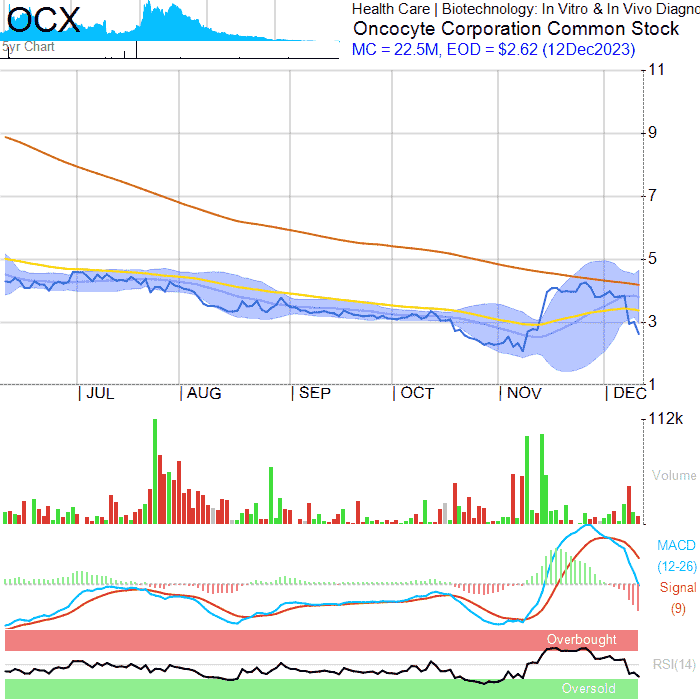 OCX
5yr Chart
Health Care | Biotechnology: In Vitro & In Vivo Diagno
Oncocyte Corporation Common Stock
MC = 22.5M, EOD = $2.62 (12Dec2023)
11
9
7
5
3
1
| JUL | AUG | SEP | OCT | NOV | DEC
112k
Volume
MACD
(12-26)
Signal
(9)
Overbought
RSI(14)
Oversold